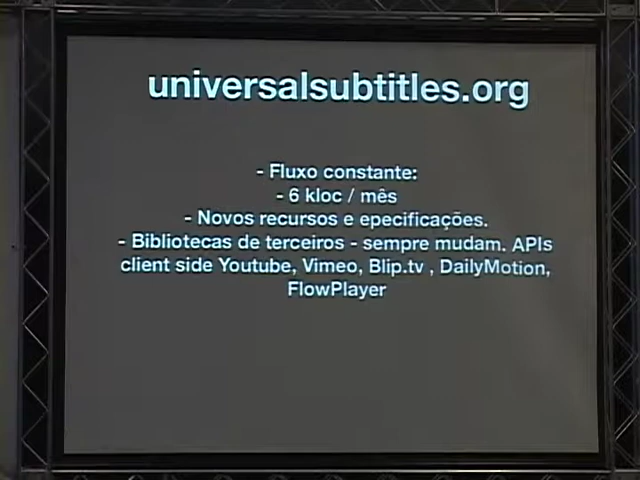 universalsubtitles.org
- Fluxo constante:
- 6 kloc / mês
- Novos recursos e epecificações.
- Bibliotecas de terceiros - sempre mudam. APIs
client side Youtube, Vimeo, Blip.tv , DailyMotion,
FlowPlayer